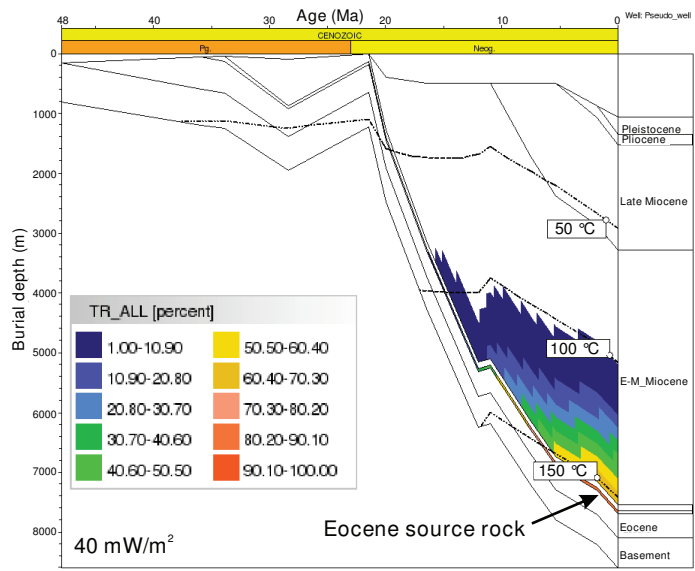 Age (Ma)
Well: Pseudo_well
48 40 30 20 10 0
CENOZOIC
Pg. Neog.
Burial depth (m)
0
1000
2000
3000
4000
5000
6000
7000
8000
Pleistocene
Pliocene
Late Miocene
E-M_Miocene
Eocene
Basement
50 °C
100 °C
150 °C
TR_ALL [percent]
1.00-10.90 50.50-60.40
10.90-20.80 60.40-70.30
20.80-30.70 70.30-80.20
30.70-40.60 80.20-90.10
40.60-50.50 90.10-100.00
Eocene source rock
40 mW/m²